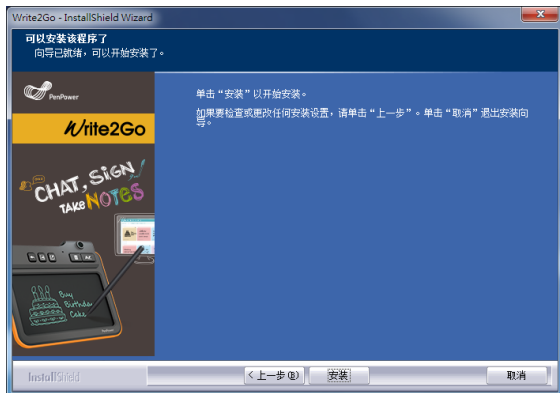 Write2Go - InstallShield Wizard
可以安装该程序了
向导已就绪，可以开始安装了。
PenPower
Write2Go
CHAT, SIGN
TAKE NOTES
Buy
Birthday
Cake
PenPower
单击“安装”以开始安装。
如果要检查或更改任何安装设置，请单击“上一步”。单击“取消”退出安装向
导。
InstallShield
< 上一步(B)
安装
取消